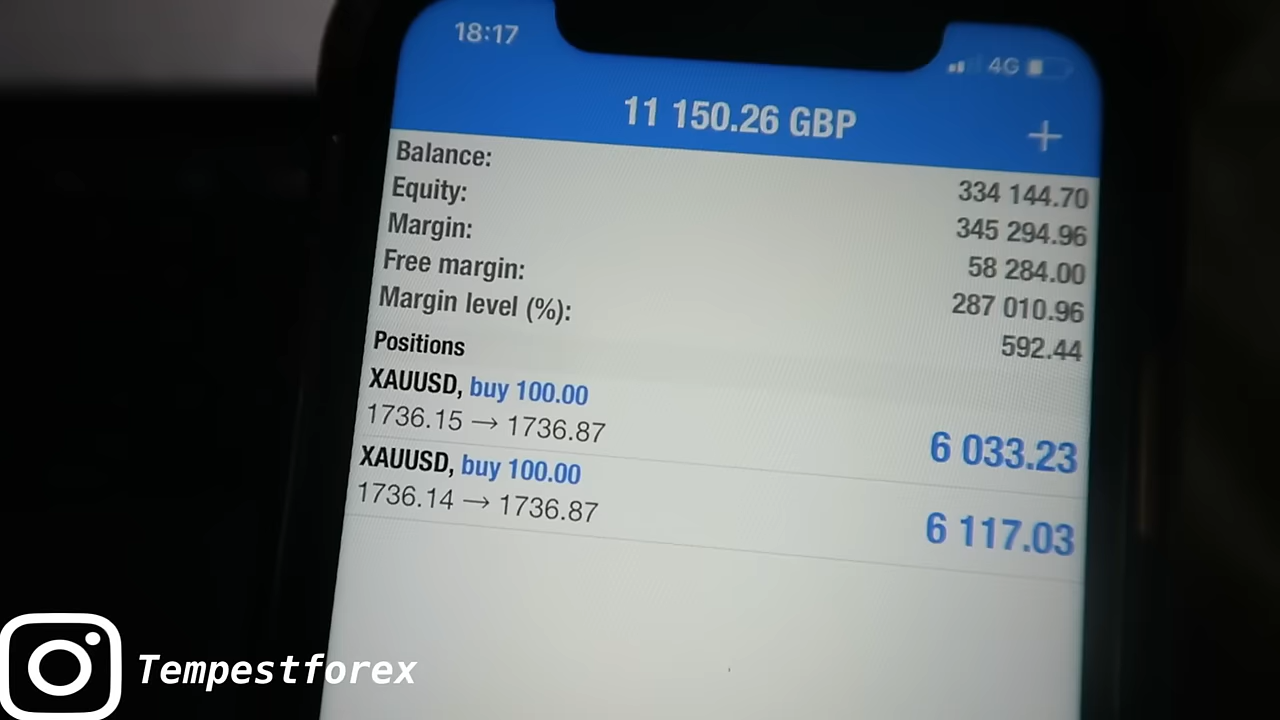 18:17
4G
11 150.26 GBP +
Balance: 334 144.70
Equity: 345 294.96
Margin: 58 284.00
Free margin: 287 010.96
Margin level (%): 592.44
Positions
XAUUSD, buy 100.00
1736.15 → 1736.87 6 033.23
XAUUSD, buy 100.00
1736.14 → 1736.87 6 117.03
Tempestforex